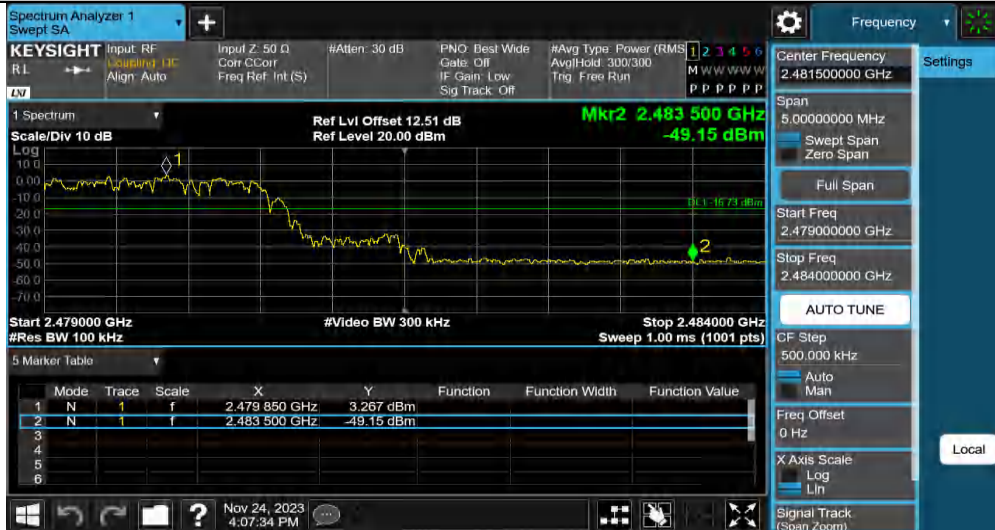 Spectrum Analyzer 1
Swept SA
+
Frequency
KEYSIGHT Input: RF Input Z: 50 Ω #Atten: 30 dB PNO: Best Wide #Avg Type: Power (RMS 1 2 3 4 5 6
RL Coupling: DC Corr CCorr Gate: Off Avg|Hold: 300/300 M W W W W W
Align: Auto Freq Ref: Int (S) IF Gain: Low Trig: Free Run
LXI Sig Track: Off P P P P P P
1 Spectrum
Scale/Div 10 dB
Ref Lvl Offset 12.51 dB
Ref Level 20.00 dBm
Mkr2 2.483 500 GHz
-49.15 dBm
Log
10.0
0.00
-10.0
-20.0
-30.0
-40.0
-50.0
-60.0
-70.0
1
DL1 -16.73 dBm
2
Start 2.479000 GHz #Video BW 300 kHz Stop 2.484000 GHz
#Res BW 100 kHz Sweep 1.00 ms (1001 pts)
5 Marker Table
Mode Trace Scale X Y Function Function Width Function Value
1 N 1 f 2.479 850 GHz 3.267 dBm
2 N 1 f 2.483 500 GHz -49.15 dBm
3
4
5
6
Nov 24, 2023
4:07:34 PM
?
Center Frequency
2.481500000 GHz
Span
5.00000000 MHz
Swept Span
Zero Span
Full Span
Start Freq
2.479000000 GHz
Stop Freq
2.484000000 GHz
AUTO TUNE
CF Step
500.000 kHz
Auto
Man
Freq Offset
0 Hz
X Axis Scale
Log
Lin
Signal Track
(Span Zoom)
Settings
Local